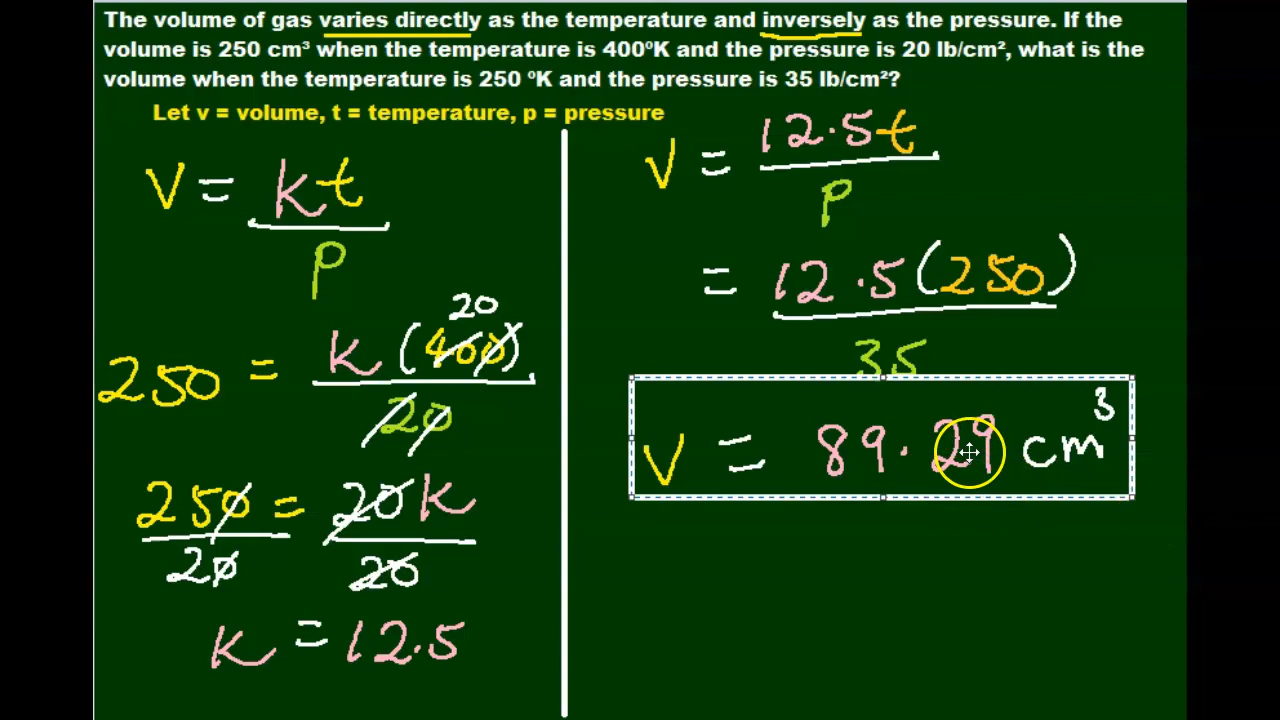 The volume of gas varies directly as the temperature and inversely as the pressure. If the
volume is 250 cm³ when the temperature is 400ºK and the pressure is 20 lb/cm², what is the
volume when the temperature is 250 ºK and the pressure is 35 lb/cm²?
Let v = volume, t = temperature, p = pressure
V = kt
p
20
250 = k (400)
20
250 = 20k
20 20
k = 12.5
V = 12.5t
p
= 12.5(250)
35
V = 89.29 cm³